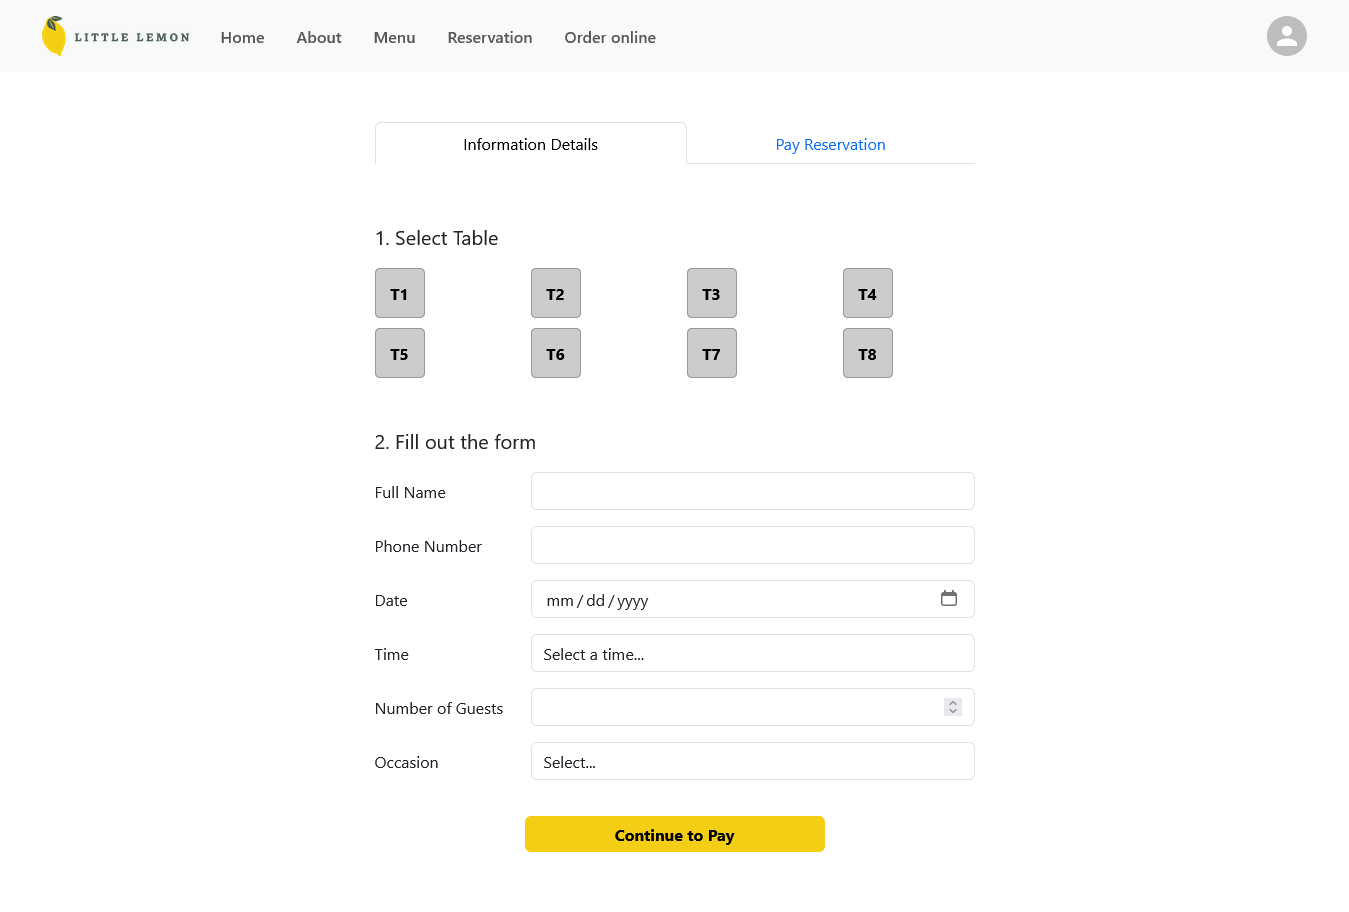 LITTLE LEMON Home About Menu Reservation Order online
Information Details Pay Reservation
1. Select Table
T1 T2 T3 T4
T5 T6 T7 T8
2. Fill out the form
Full Name
Phone Number
Date mm/dd/yyyy
Time Select a time...
Number of Guests
Occasion Select...
Continue to Pay